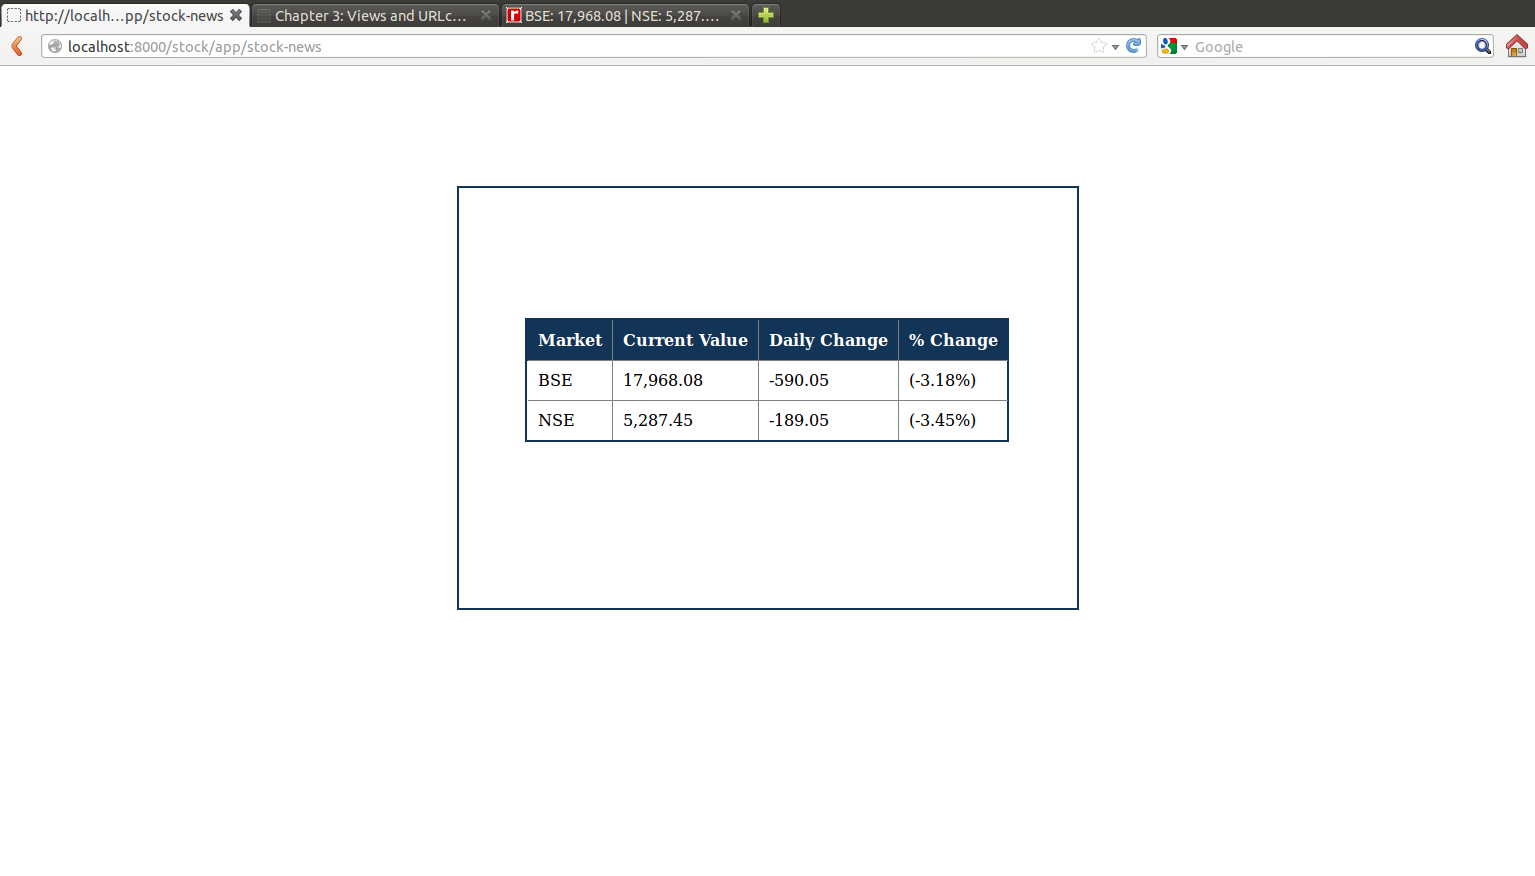 http://localh...pp/stock-news Chapter 3: Views and URLc... BSE: 17,968.08 | NSE: 5,287....
localhost:8000/stock/app/stock-news Google
Market Current Value Daily Change % Change
BSE 17,968.08 -590.05 (-3.18%)
NSE 5,287.45 -189.05 (-3.45%)